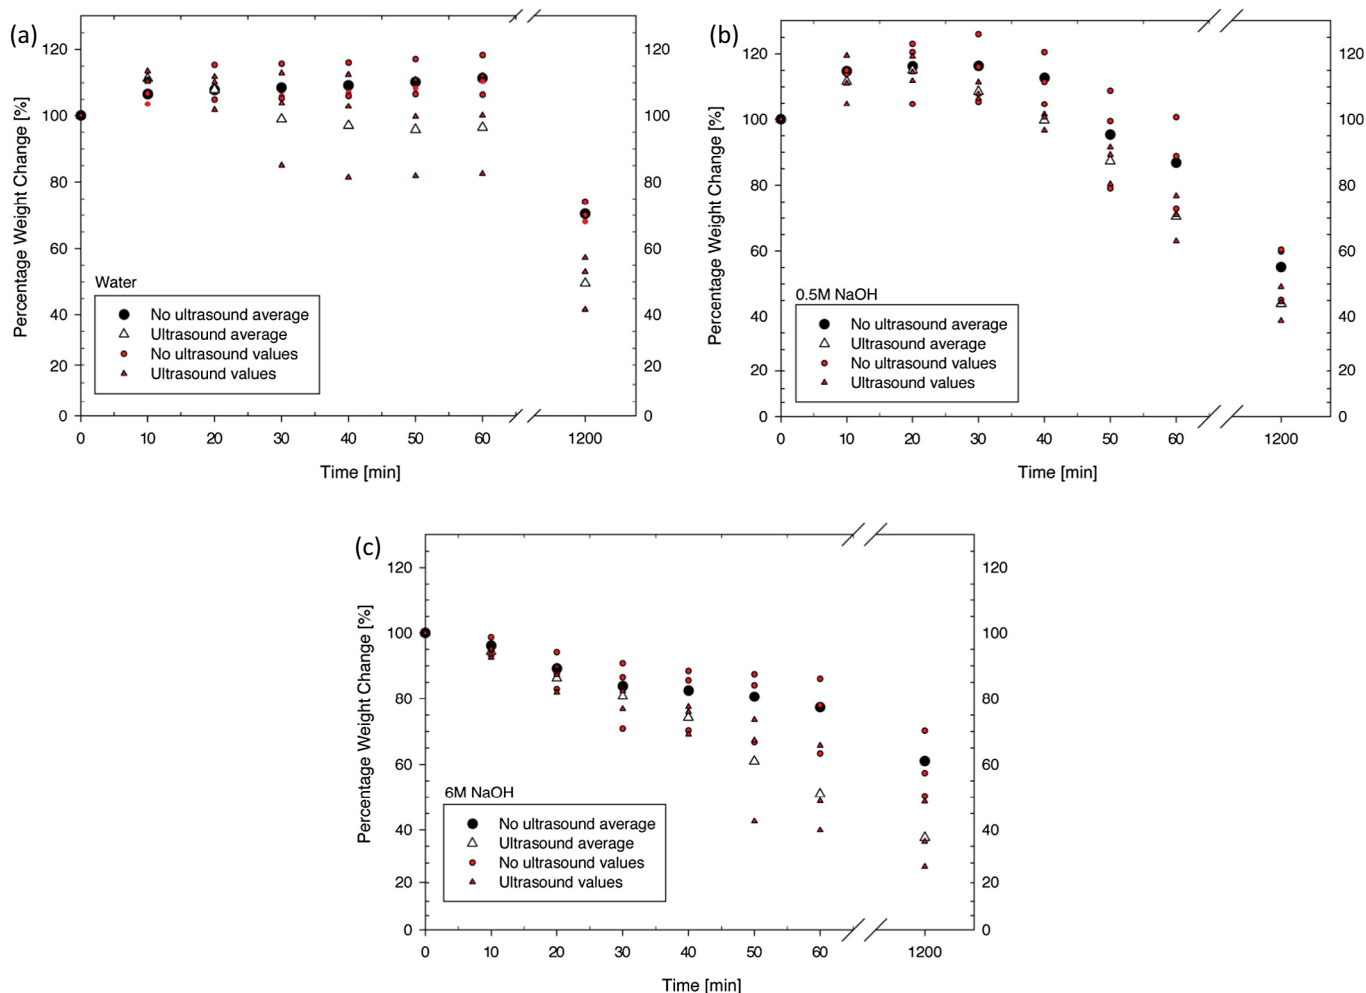 (a)
Percentage Weight Change [%]
120
100
80
60
40
20
0
120
100
80
60
40
20
0
Water
No ultrasound average
Ultrasound average
No ultrasound values
Ultrasound values
0 10 20 30 40 50 60 1200
Time [min]
(b)
Percentage Weight Change [%]
120
100
80
60
40
20
0
120
100
80
60
40
20
0
0.5M NaOH
No ultrasound average
Ultrasound average
No ultrasound values
Ultrasound values
0 10 20 30 40 50 60 1200
Time [min]
(c)
Percentage Weight Change [%]
120
100
80
60
40
20
0
120
100
80
60
40
20
0
6M NaOH
No ultrasound average
Ultrasound average
No ultrasound values
Ultrasound values
0 10 20 30 40 50 60 1200
Time [min]